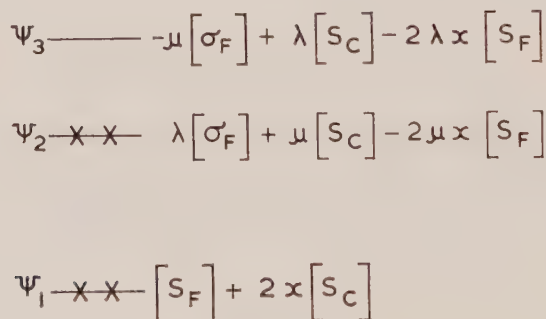 Ψ₃ —— -μ[σF] + λ[SC] - 2λx [SF]
Ψ₂ -x x- λ[σF] + μ[SC] - 2μx [SF]
Ψ₁ -x x- [SF] + 2x[SC]